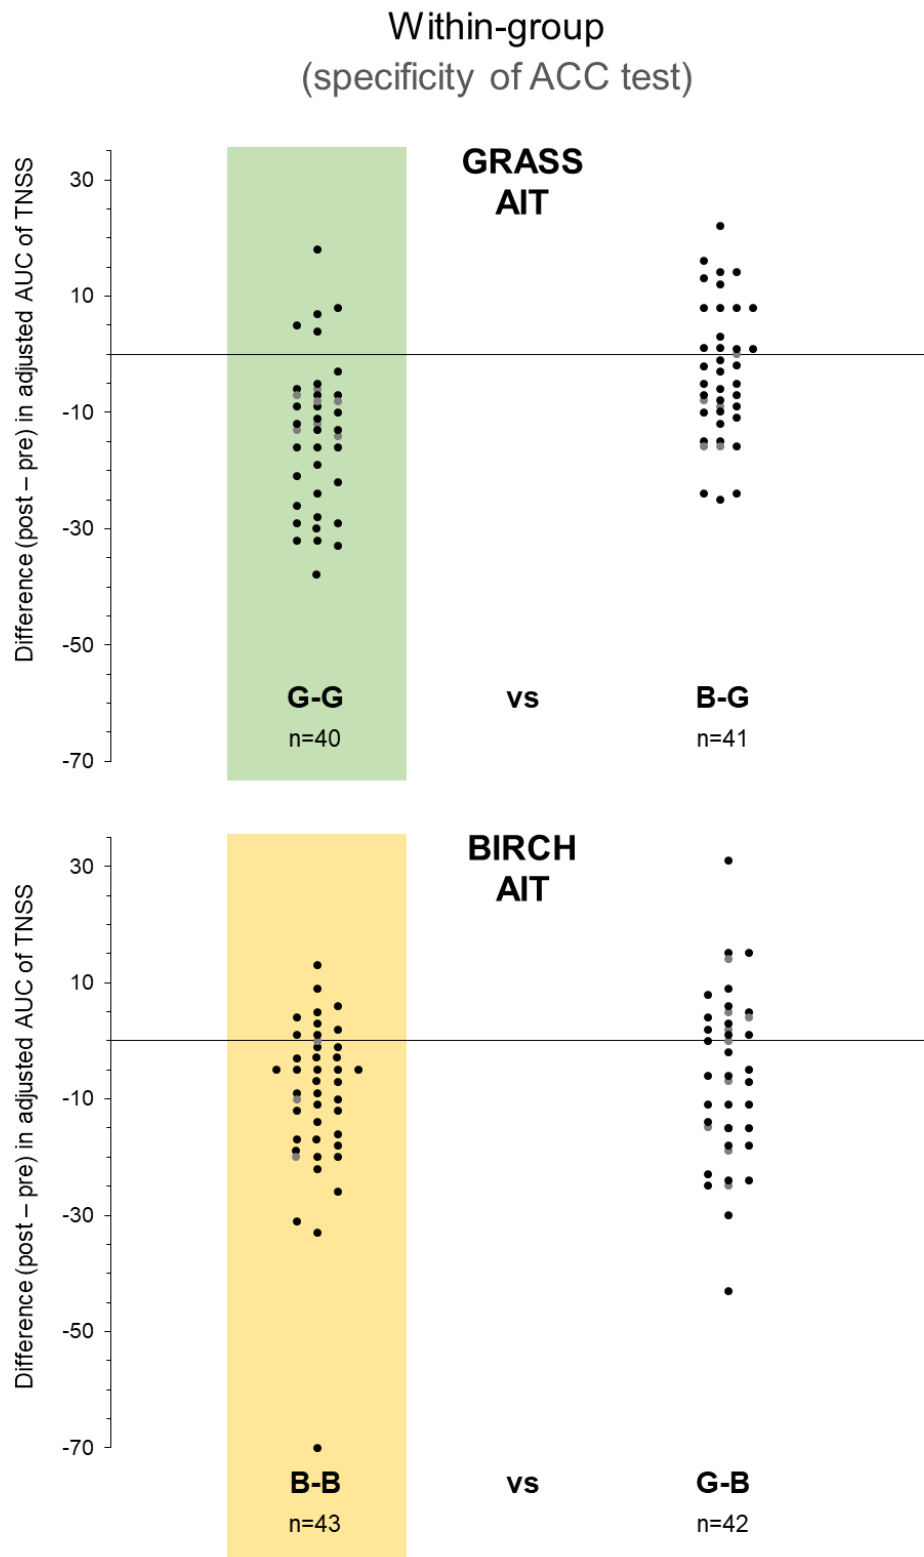 Within-group
(specificity of ACC test)
GRASS
AIT
Difference (post – pre) in adjusted AUC of TNSS
30
10
-10
-30
-50
-70
G-G
vs
B-G
n=40
n=41
BIRCH
AIT
Difference (post – pre) in adjusted AUC of TNSS
30
10
-10
-30
-50
-70
B-B
vs
G-B
n=43
n=42